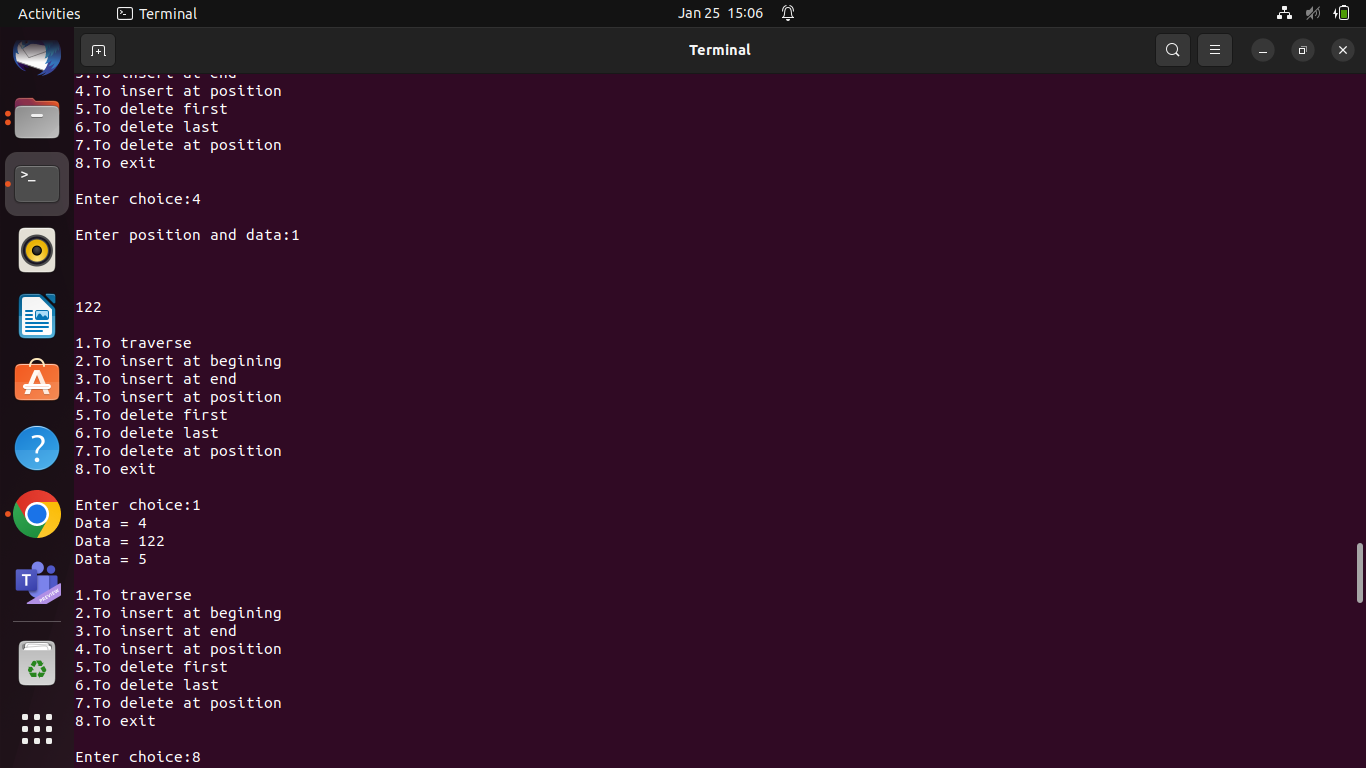 Activities
Terminal
Jan 25 15:06
Terminal
3.To insert at end
4.To insert at position
5.To delete first
6.To delete last
7.To delete at position
8.To exit
Enter choice:4
Enter position and data:1
122
1.To traverse
2.To insert at begining
3.To insert at end
4.To insert at position
5.To delete first
6.To delete last
7.To delete at position
8.To exit
Enter choice:1
Data = 4
Data = 122
Data = 5
1.To traverse
2.To insert at begining
3.To insert at end
4.To insert at position
5.To delete first
6.To delete last
7.To delete at position
8.To exit
Enter choice:8
>_
?
T
PREVIEW